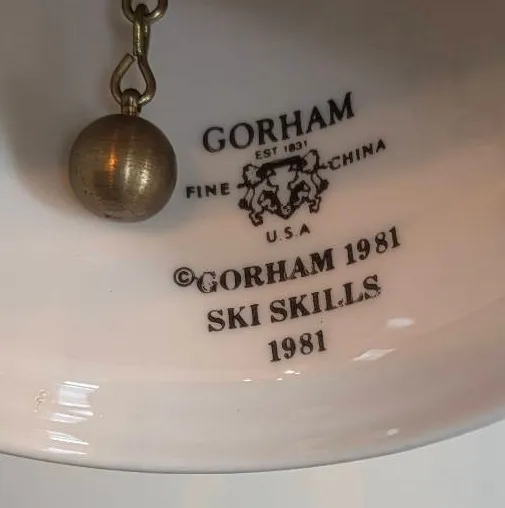 GORHAM
EST 1831
FINE CHINA
U.S.A
©GORHAM 1981
SKI SKILLS
1981